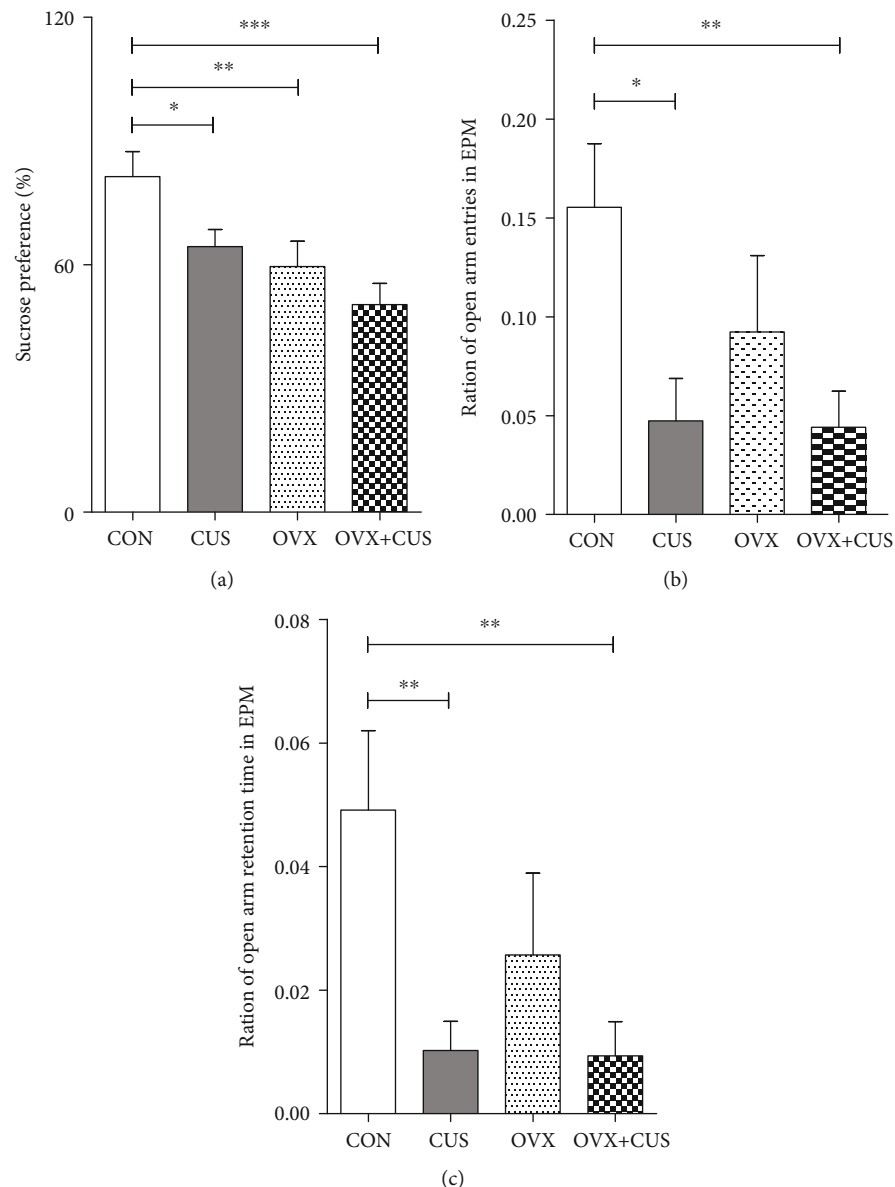 Sucrose preference (%)
120
60
0
***
**
*
CON CUS OVX OVX+CUS
(a)
Ration of open arm entries in EPM
0.25
0.20
0.15
0.10
0.05
0.00
**
*
CON CUS OVX OVX+CUS
(b)
Ration of open arm retention time in EPM
0.08
0.06
0.04
0.02
0.00
**
**
CON CUS OVX OVX+CUS
(c)